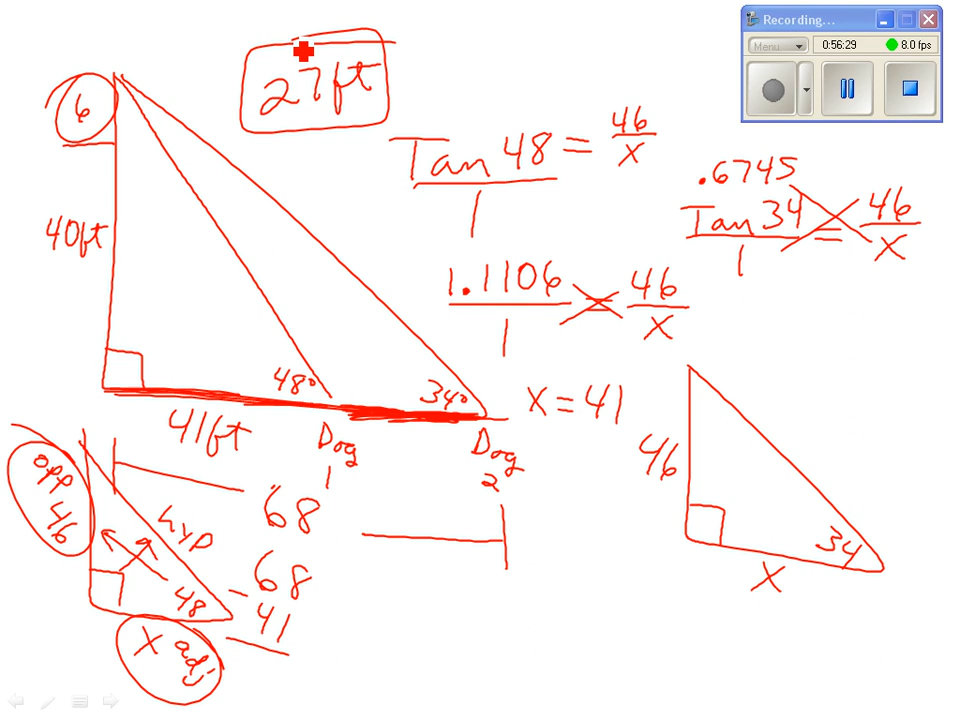 Recording...
Menu
0:56:29
8.0 fps
27ft
6
40ft
48°
34°
41ft
Dog
1
Dog
2
Tan 48 = 46/x
1
1.1106 = 46/x
1
x = 41
.6745
Tan 34 = 46/x
1
opp
46
hyp
48
x adj
68
68
- 41
46
34
x